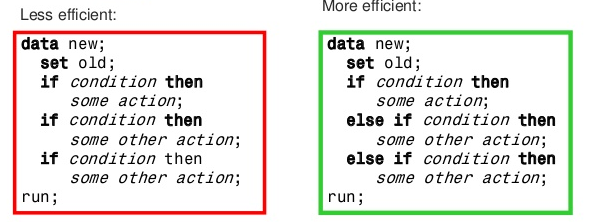 Less efficient:
data new;
set old;
if condition then
some action;
if condition then
some other action;
if condition then
some other action;
run;
More efficient:
data new;
set old;
if condition then
some action;
else if condition then
some other action;
else if condition then
some other action;
run;